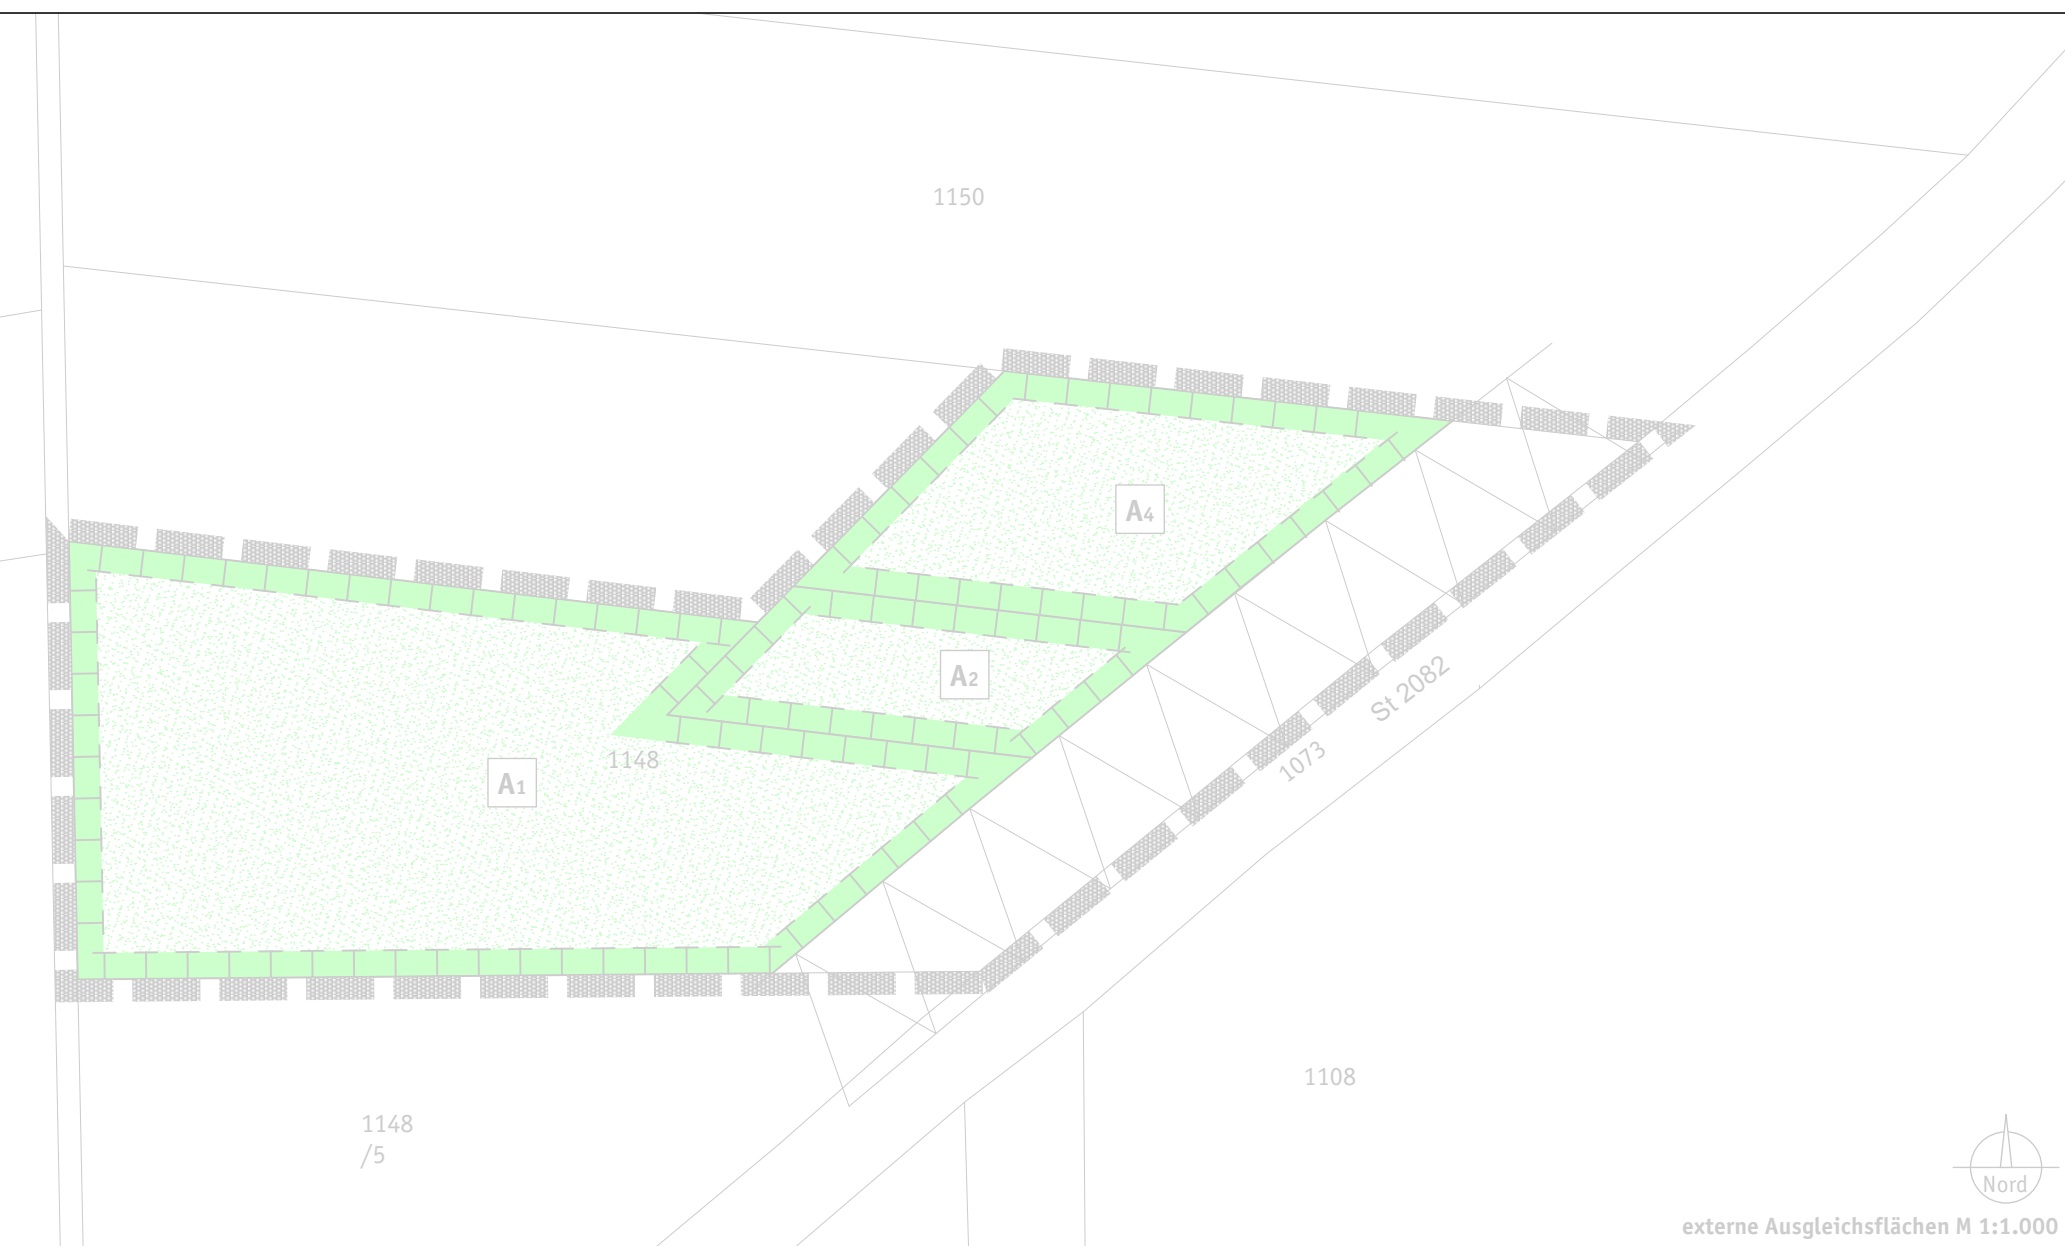 1150
A4
A2
St 2082
1148
1073
A1
1108
1148
/5
Nord
externe Ausgleichsflächen M 1:1.000